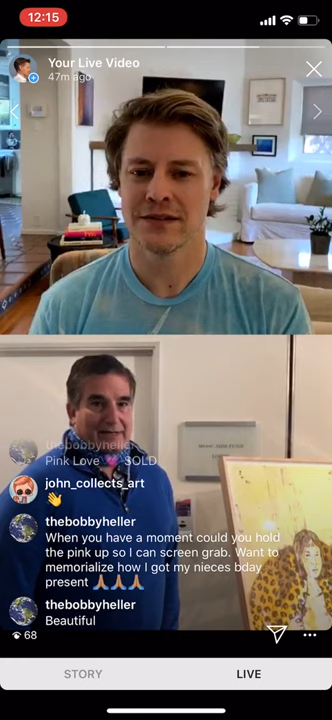 12:15
Your Live Video
47m ago
thebobbyheller
Pink Love 💓 SOLD
john_collects_art
👋
thebobbyheller
When you have a moment could you hold
the pink up so I can screen grab. Want to
memorialize how I got my nieces bday
present 🙏🏽🙏🏽🙏🏽
thebobbyheller
Beautiful
68
STORY
LIVE